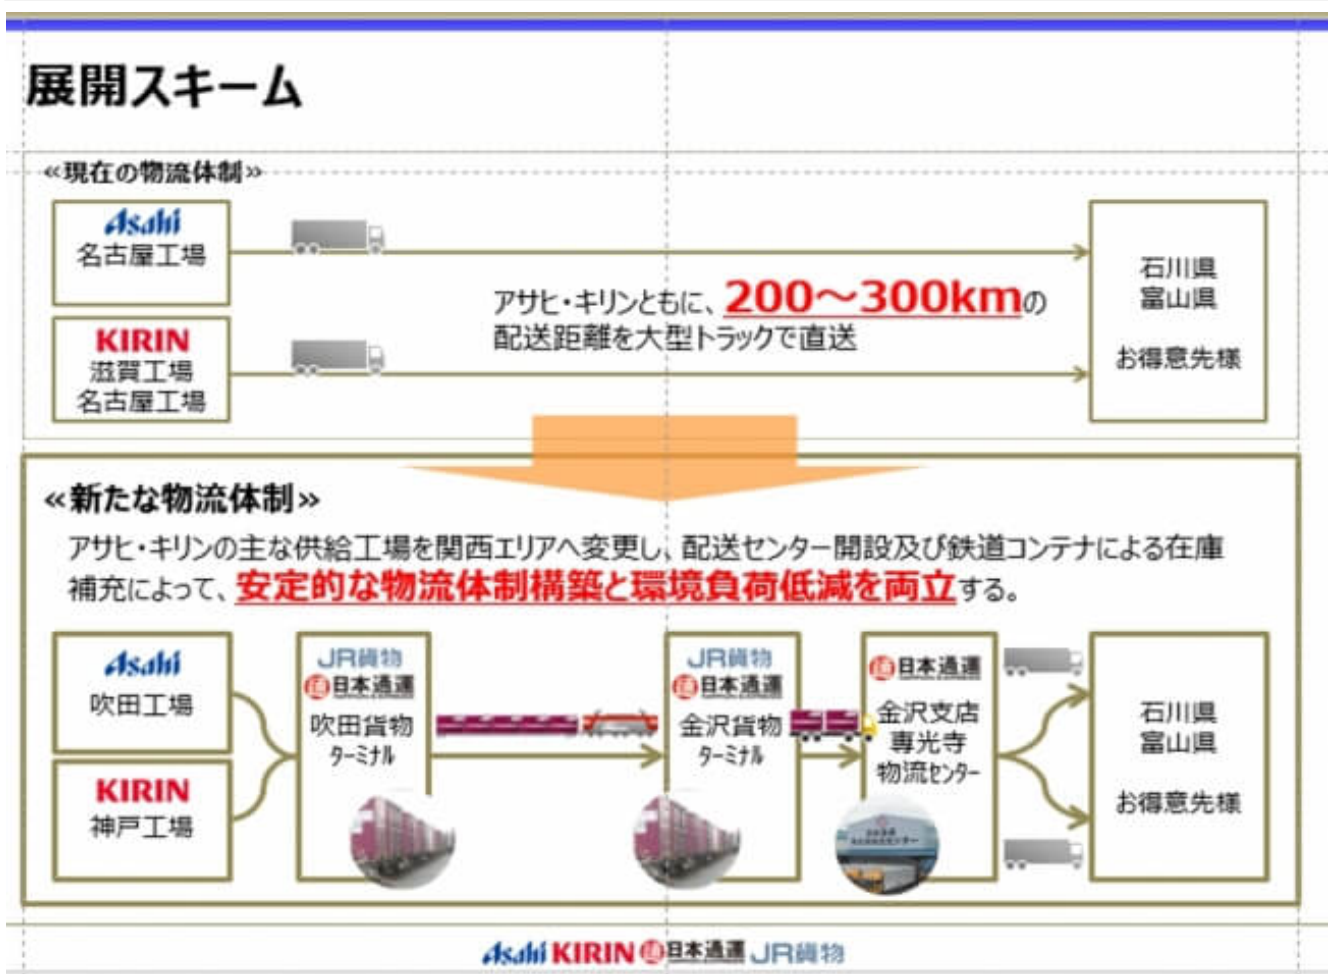 展開スキーム
≪現在の物流体制≫
Asahi
名古屋工場
KIRIN
滋賀工場
名古屋工場
アサヒ・キリンともに、200～300kmの
配送距離を大型トラックで直送
石川県
富山県
お得意先様
≪新たな物流体制≫
アサヒ・キリンの主な供給工場を関西エリアへ変更し、配送センター開設及び鉄道コンテナによる在庫
補充によって、安定的な物流体制構築と環境負荷低減を両立する。
Asahi
吹田工場
KIRIN
神戸工場
JR貨物
通日本通運
吹田貨物
ターミナル
JR貨物
通日本通運
金沢貨物
ターミナル
通日本通運
金沢支店
専光寺
物流センター
石川県
富山県
お得意先様
Asahi KIRIN 通日本通運 JR貨物